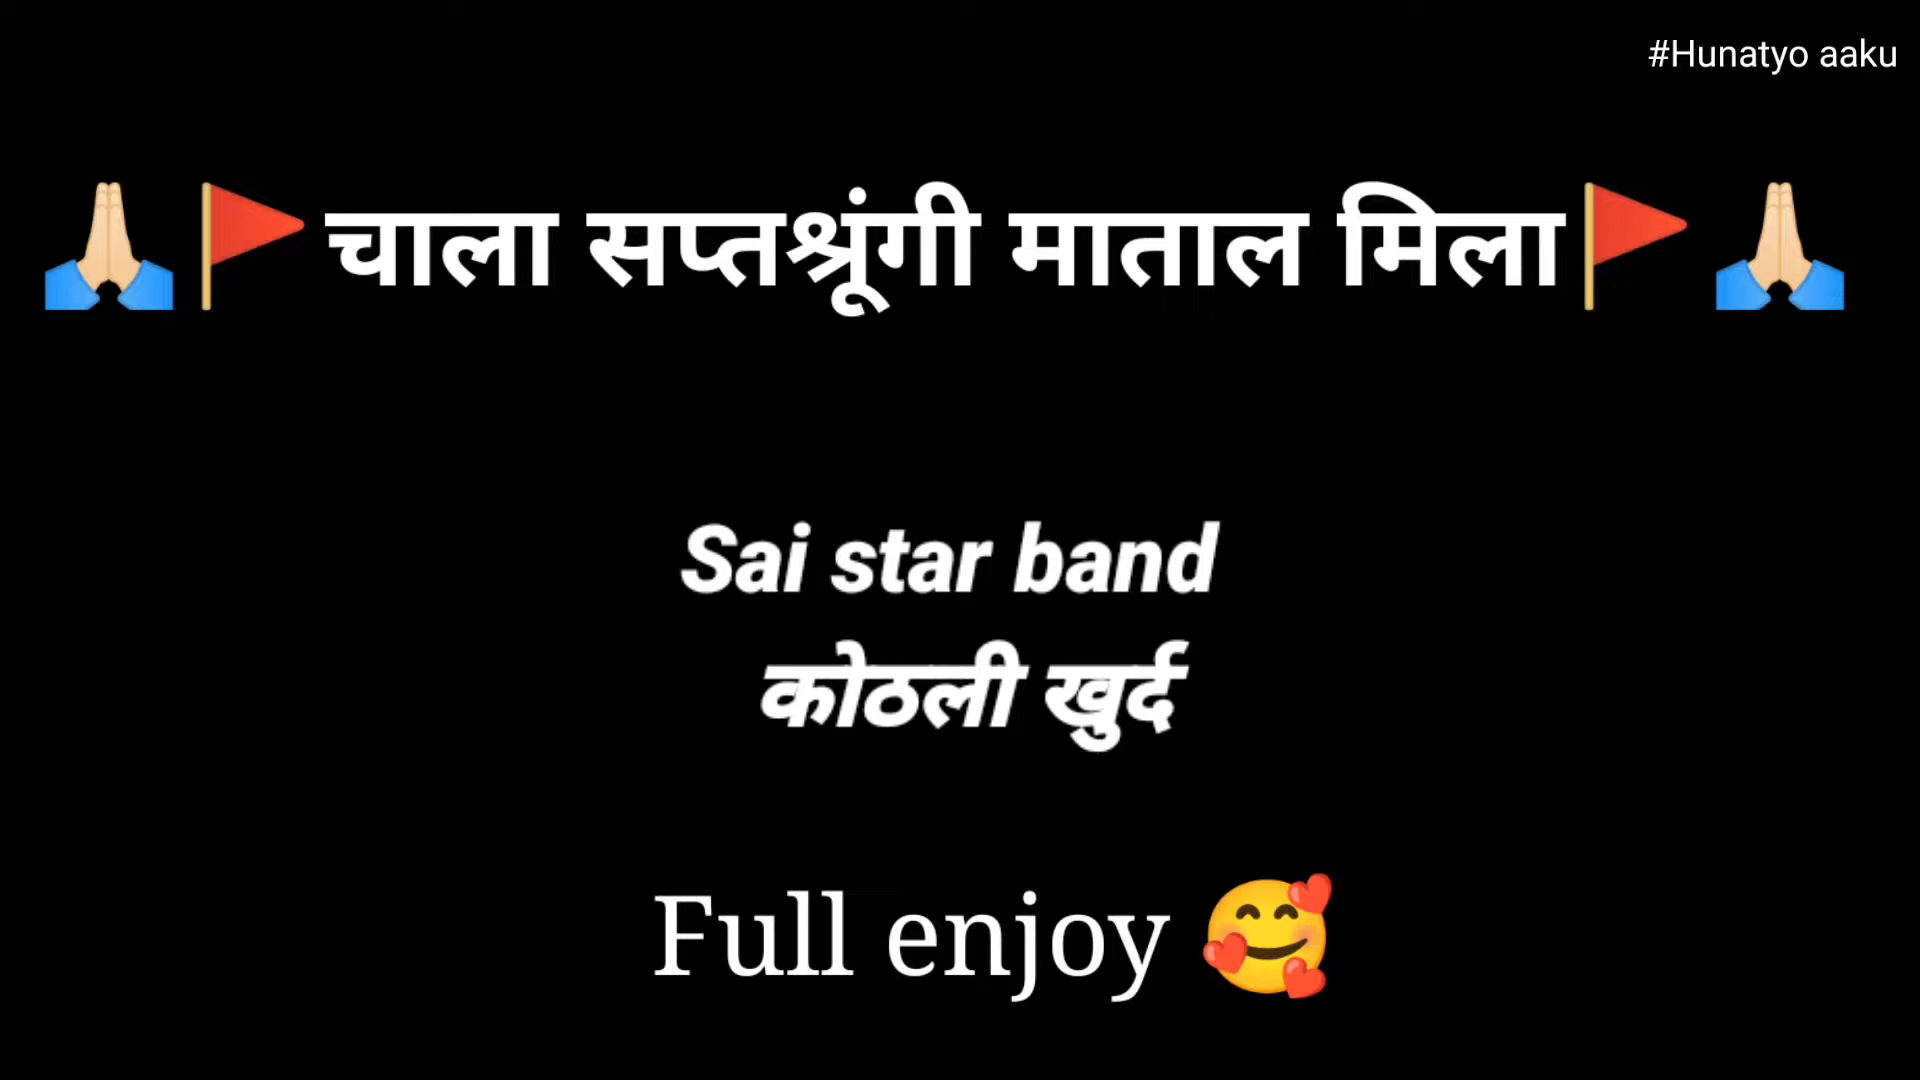 #Hunatyo aaku
🙏🏻🚩चाला सप्तश्रूंगी माताल मिला🚩🙏🏻
Sai star band
कोठली खुर्द
Full enjoy 🥰